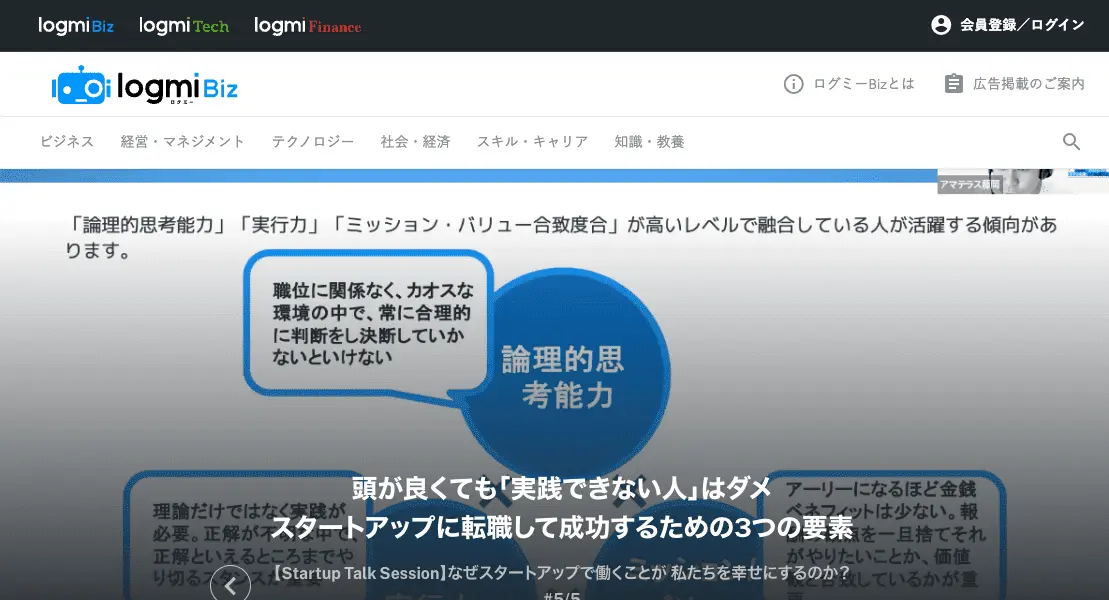 logmi Biz logmi Tech logmi Finance 会員登録／ログイン
logmi Biz
ログミー
ログミーBizとは 広告掲載のご案内
ビジネス 経営・マネジメント テクノロジー 社会・経済 スキル・キャリア 知識・教養
アマテラス
「論理的思考能力」「実行力」「ミッション・バリュー合致度合」が高いレベルで融合している人が活躍する傾向があ
ります。
職位に関係なく、カオスな
環境の中で、常に合理的
に判断をし決断していか
ないといけない
論理的思
考能力
頭が良くても「実践できない人」はダメ
スタートアップに転職して成功するための3つの要素
【Startup Talk Session】なぜスタートアップで働くことが 私たちを幸せにするのか？
#5/5
理論だけではなく実践が
必要。正解が
正解といえるところまでや
り切る
アーリーになるほど金銭
ベネフィットは少ない。報
一旦捨てそれ
がやりたいことか、価値
しているかが重